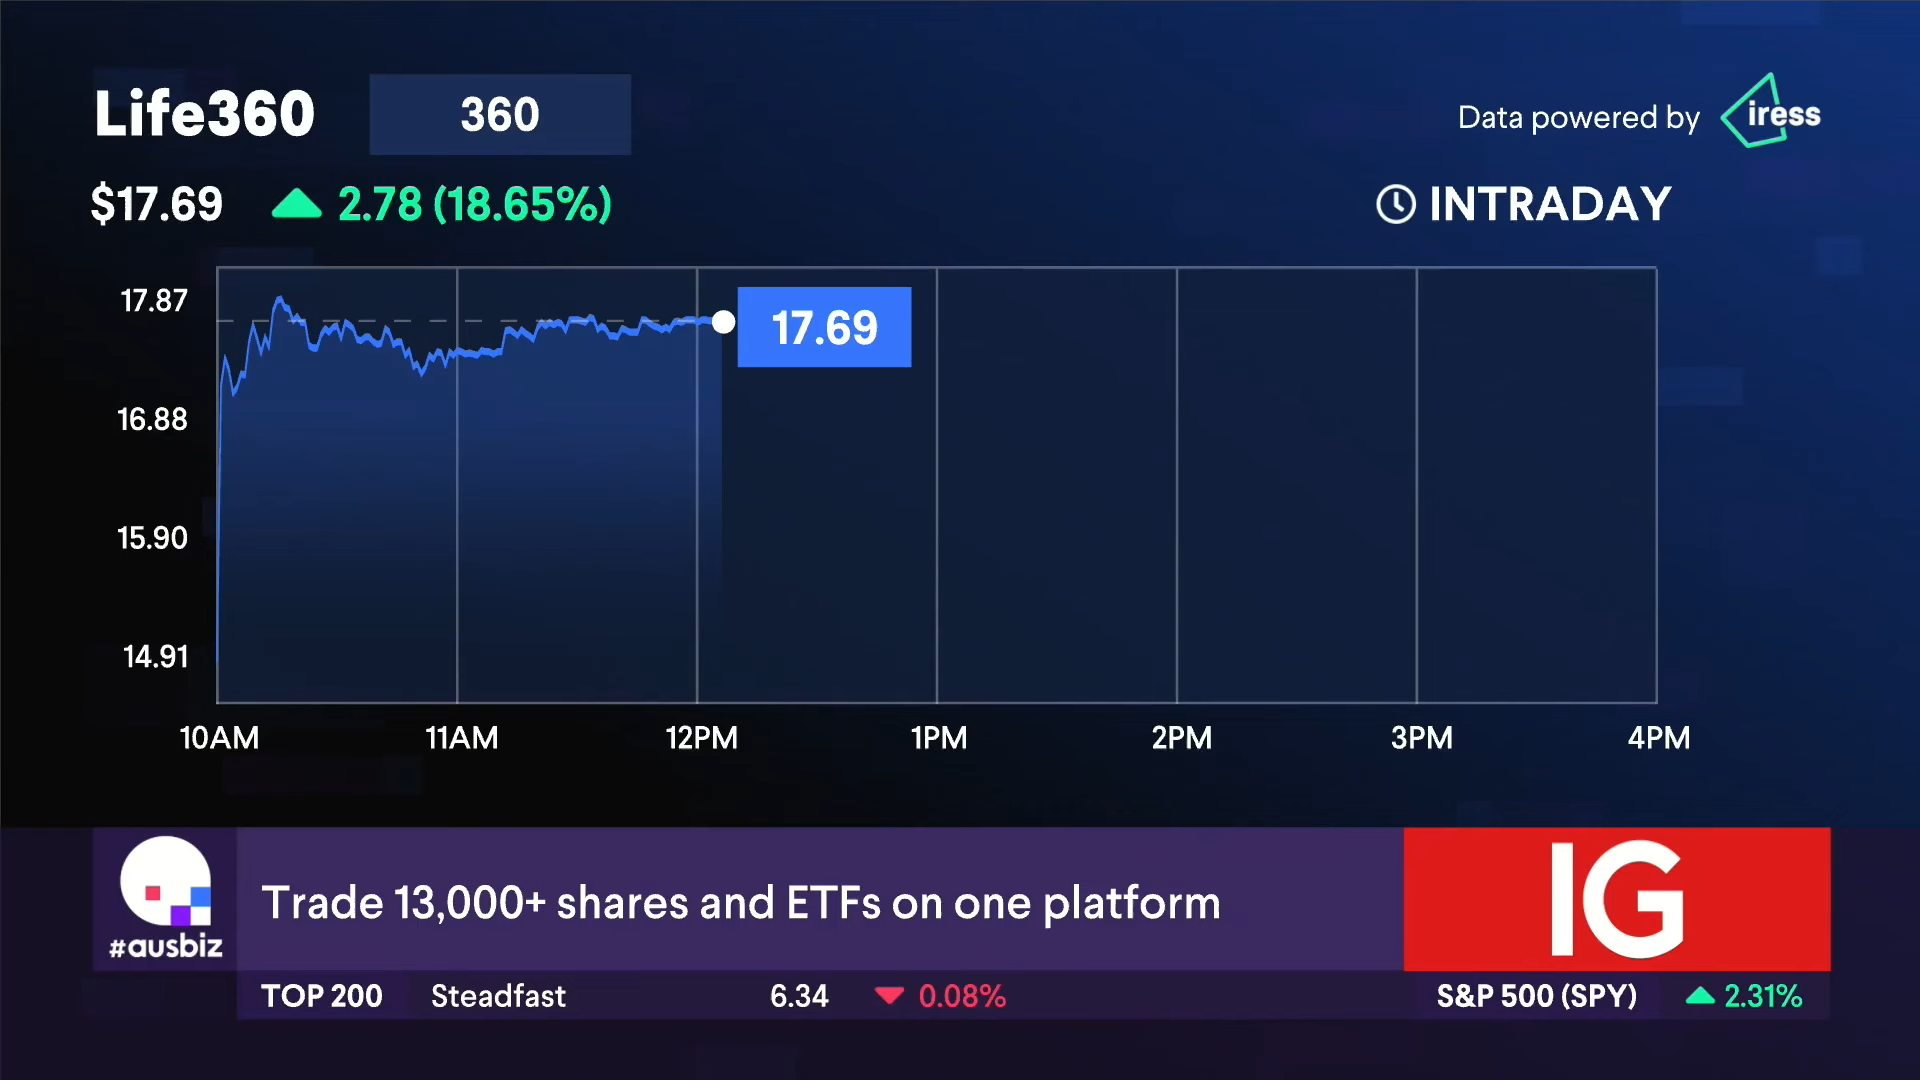 Life360
360
Data powered by iress
$17.69 2.78 (18.65%)
INTRADAY
17.87
17.69
16.88
15.90
14.91
10AM 11AM 12PM 1PM 2PM 3PM 4PM
#ausbiz
Trade 13,000+ shares and ETFs on one platform
IG
TOP 200 Steadfast 6.34 0.08%
S&P 500 (SPY) 2.31%